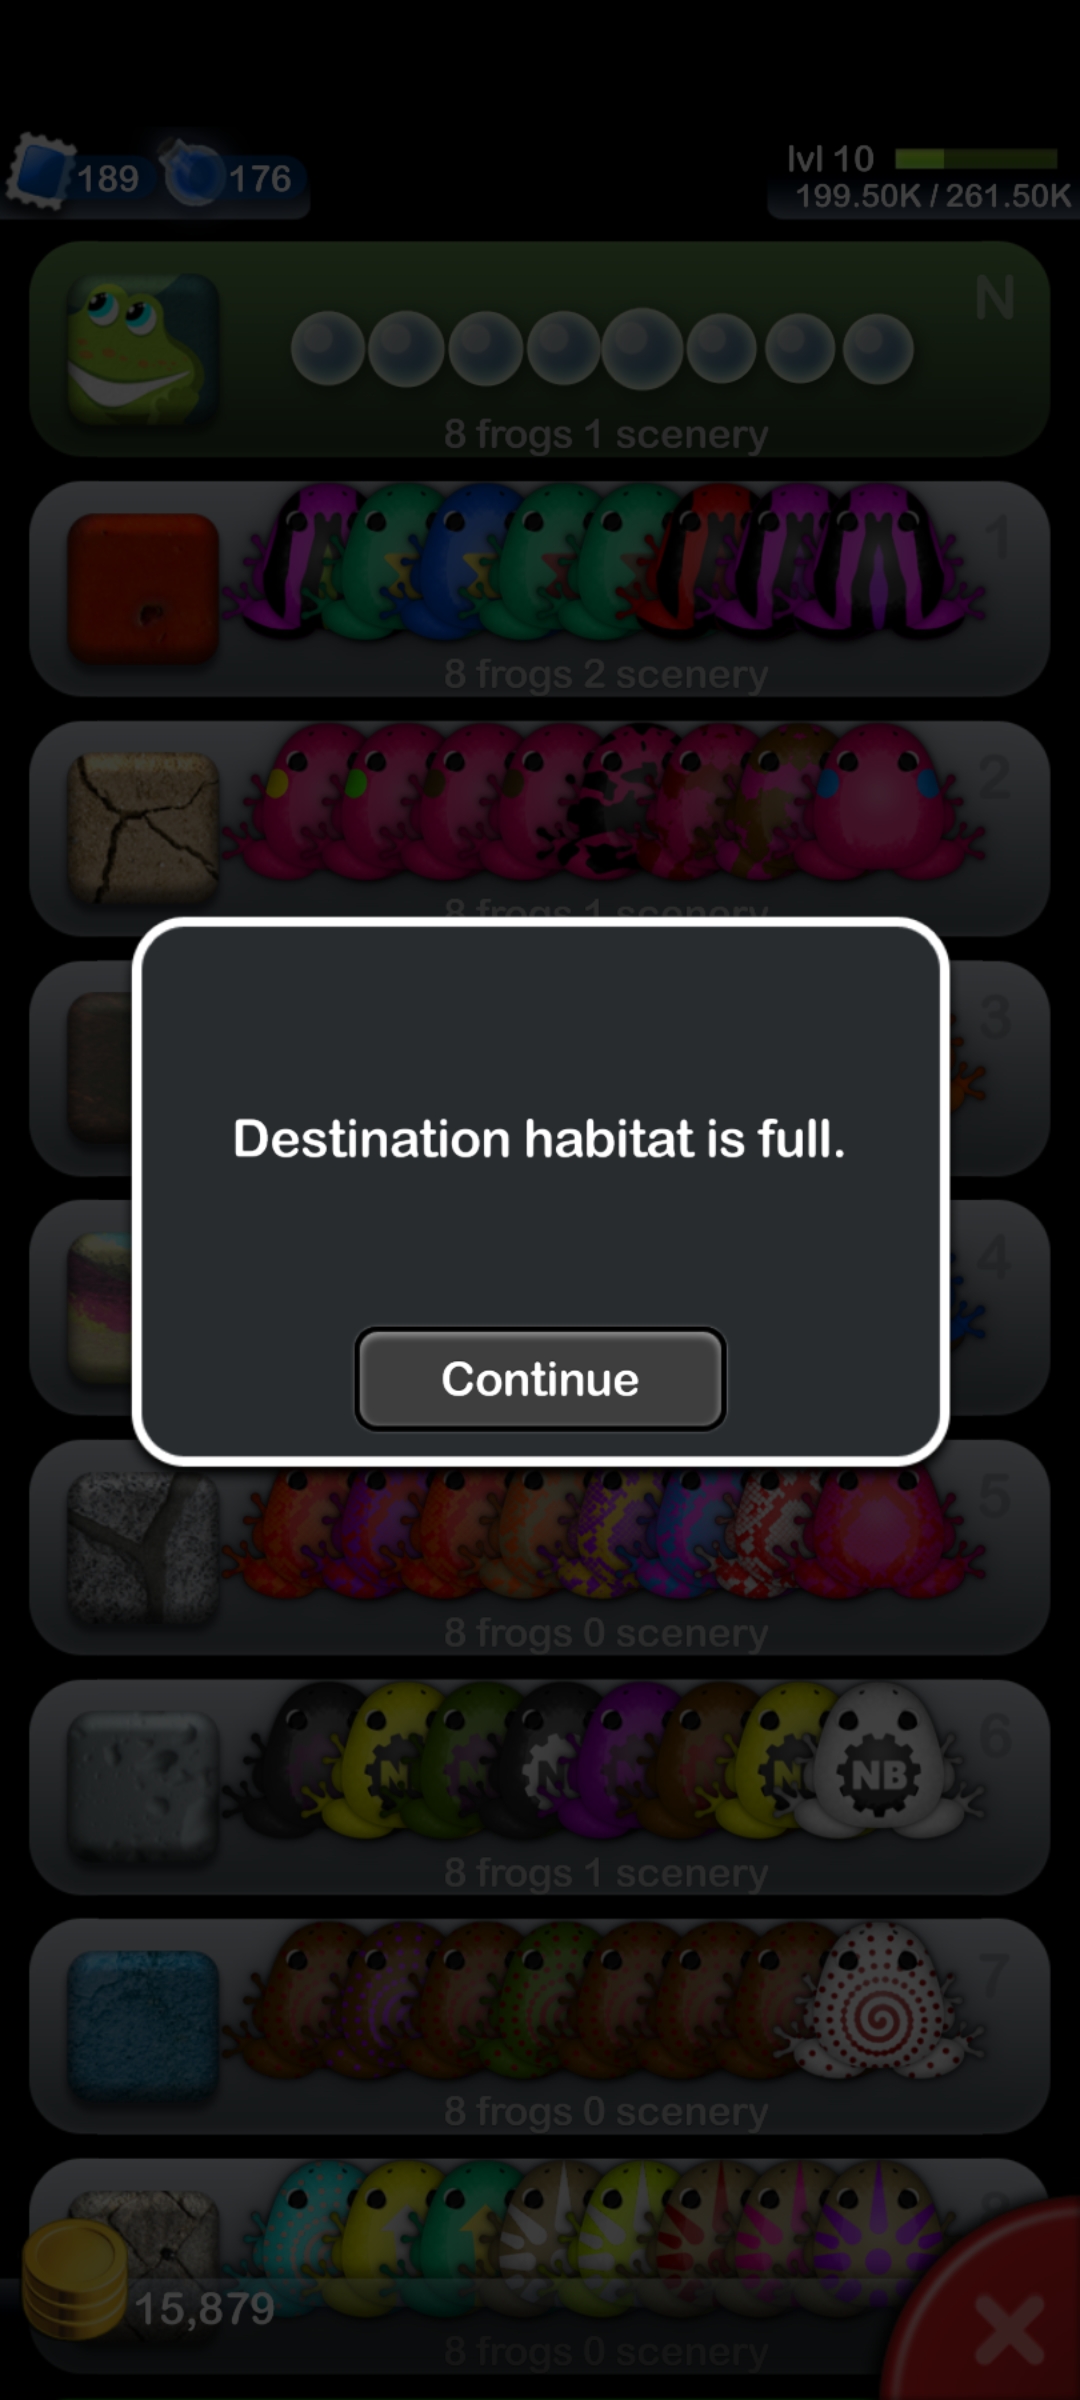 189 176
lvl 10
199.50K / 261.50K
N
8 frogs 1 scenery
1
8 frogs 2 scenery
2
8 frogs 1 scenery
3
Destination habitat is full.
4
Continue
5
8 frogs 0 scenery
6
N N N NB
8 frogs 1 scenery
7
8 frogs 0 scenery
15,879
8 frogs 0 scenery